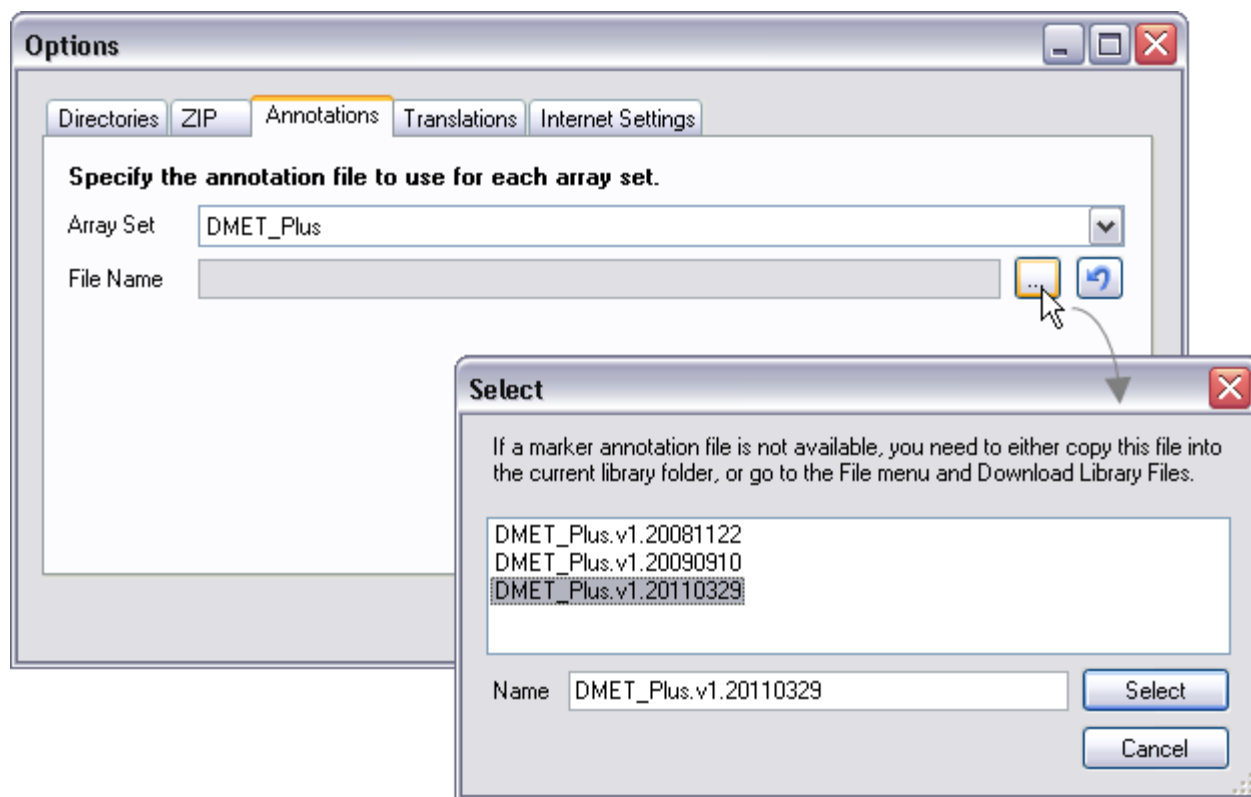 Options
Directories ZIP Annotations Translations Internet Settings
Specify the annotation file to use for each array set.
Array Set DMET_Plus
File Name ...
Select
If a marker annotation file is not available, you need to either copy this file into
the current library folder, or go to the File menu and Download Library Files.
DMET_Plus.v1.20081122
DMET_Plus.v1.20090910
DMET_Plus.v1.20110329
Name DMET_Plus.v1.20110329 Select
Cancel